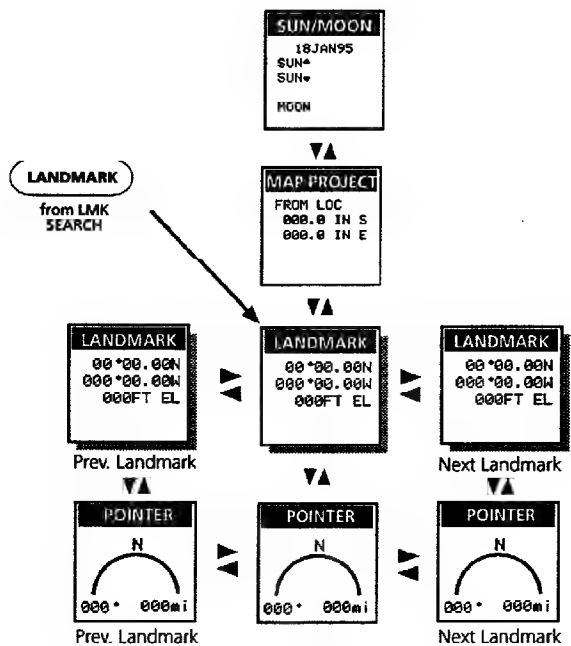 SUN/MOON
18JAN95
SUN▲
SUN▼
MOON
MAP PROJECT
FROM LOC
000.0 IN S
000.0 IN E
LANDMARK
from LMK
SEARCH
LANDMARK
00°00.00N
000°00.00W
000FT EL
Prev. Landmark
LANDMARK
00°00.00N
000°00.00W
000FT EL
LANDMARK
00°00.00N
000°00.00W
000FT EL
Next Landmark
POINTER
N
000° 000mi
Prev. Landmark
POINTER
N
000° 000mi
POINTER
N
000° 000mi
Next Landmark